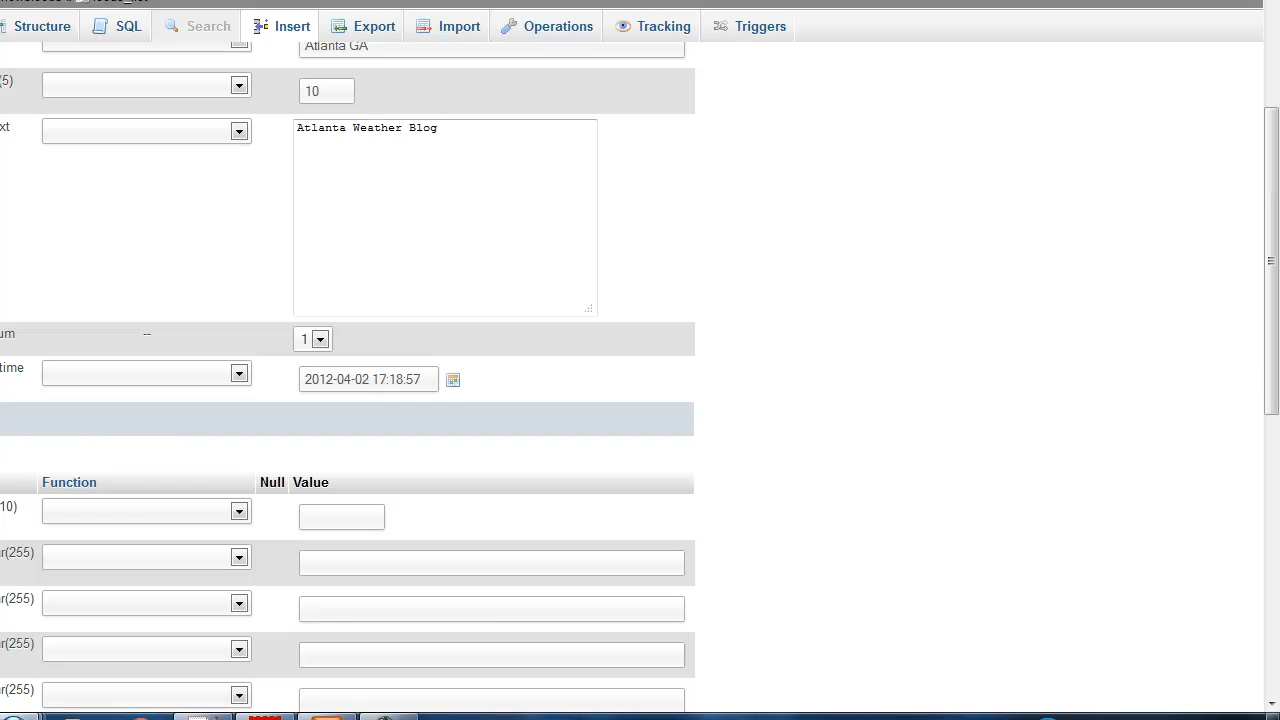 Structure SQL Search Insert Export Import Operations Tracking Triggers
Atlanta GA
(5) 10
xt Atlanta Weather Blog
um -- 1
time 2012-04-02 17:18:57
Function Null Value
10)
r(255)
r(255)
r(255)
r(255)